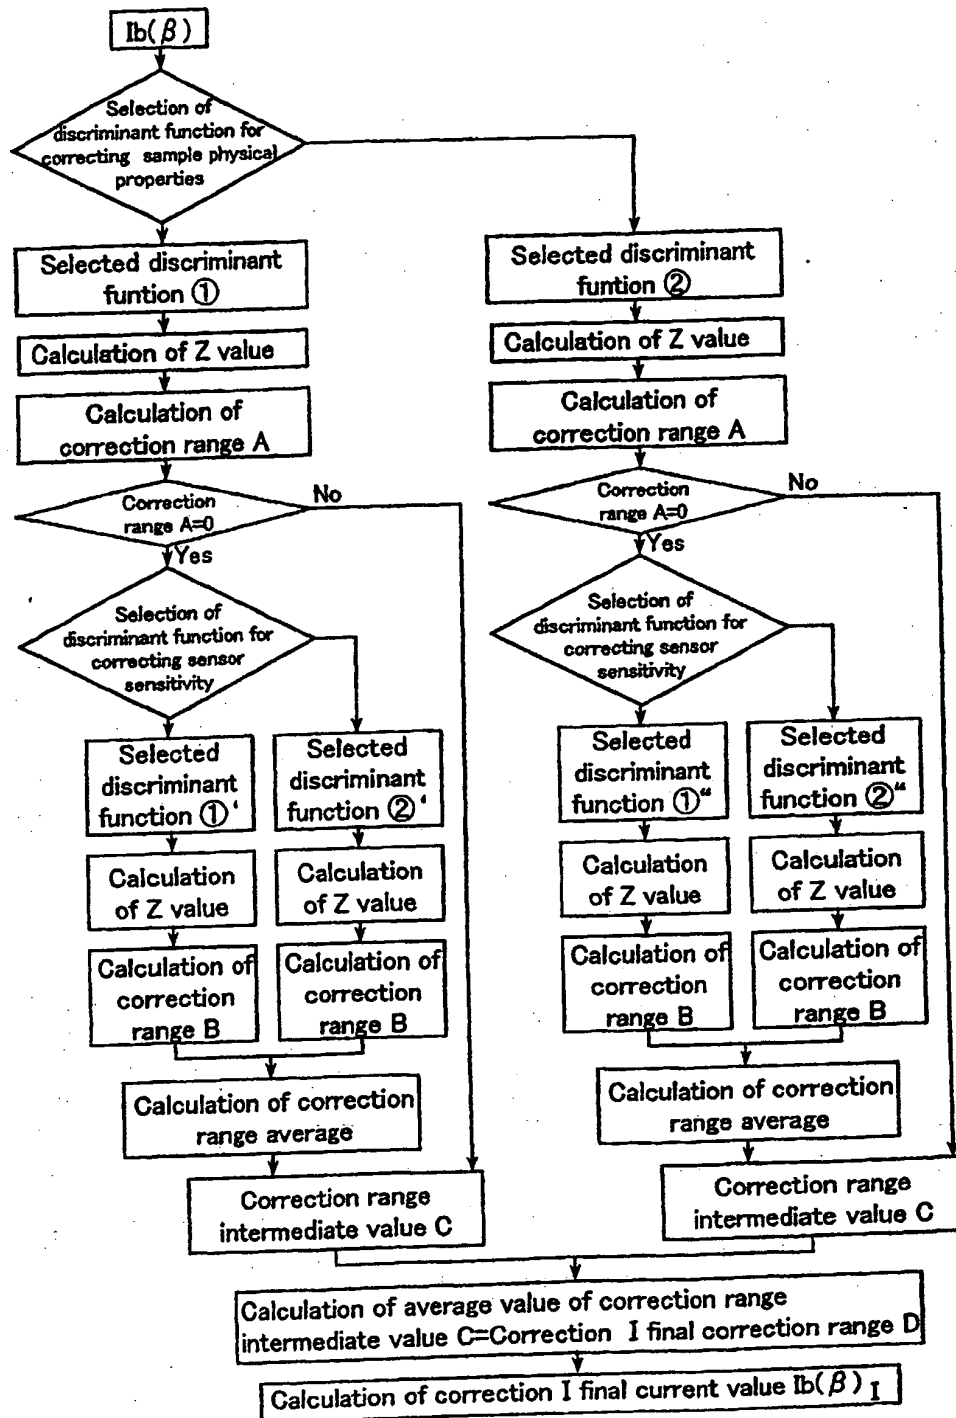 Ib(β)
Selection of
discriminant function for
correcting sample physical
properties
Selected discriminant
funtion ①
Calculation of Z value
Calculation of
correction range A
Correction
range A=0
No
Yes
Selection of
discriminant function for
correcting sensor
sensitivity
Selected
discriminant
function ①'
Calculation
of Z value
Calculation of
correction
range B
Selected
discriminant
function ②'
Calculation
of Z value
Calculation of
correction
range B
Calculation of correction
range average
Correction range
intermediate value C
Selected discriminant
funtion ②
Calculation of Z value
Calculation of
correction range A
Correction
range A=0
No
Yes
Selection of
discriminant function for
correcting sensor
sensitivity
Selected
discriminant
function ①"
Calculation
of Z value
Calculation of
correction
range B
Selected
discriminant
function ②"
Calculation
of Z value
Calculation of
correction
range B
Calculation of correction
range average
Correction range
intermediate value C
Calculation of average value of correction range
intermediate value C=Correction I final correction range D
Calculation of correction I final current value Ib(β)I